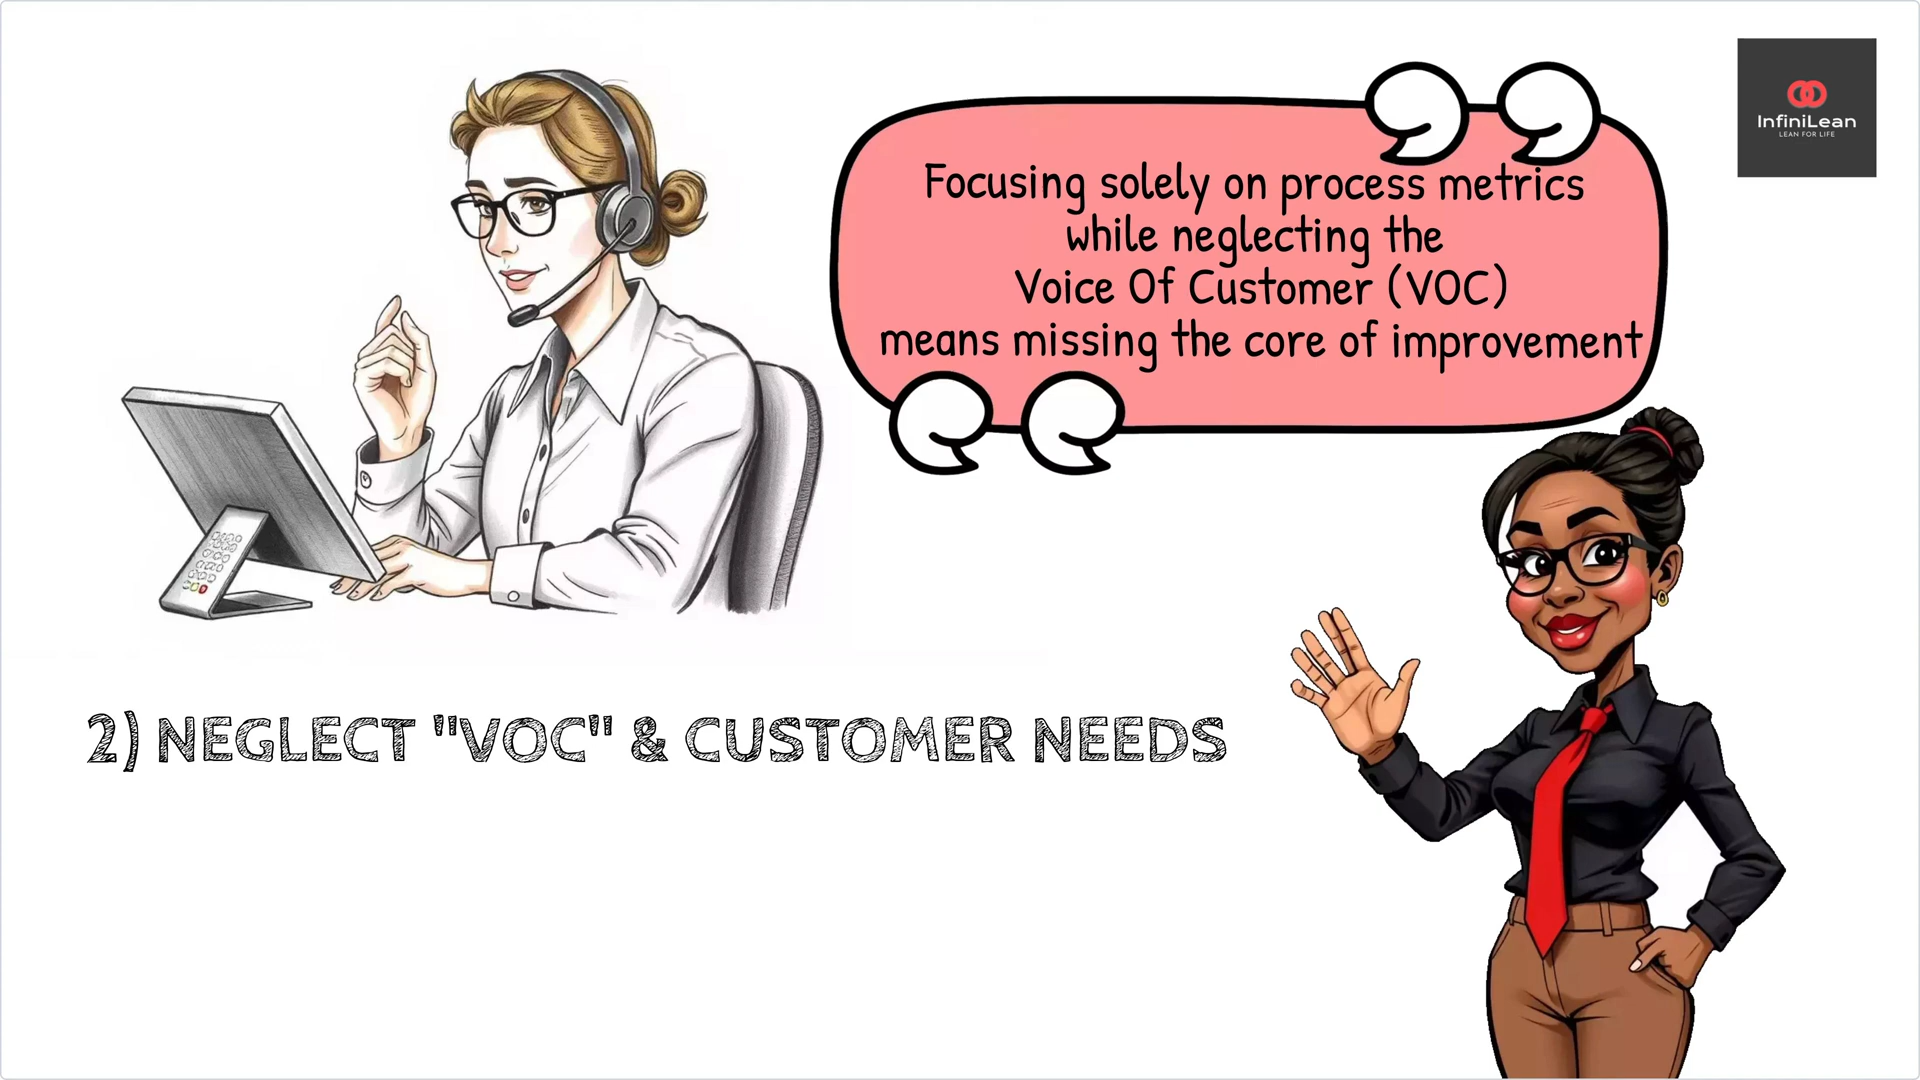 InfiniLean
LEAN FOR LIFE
Focusing solely on process metrics
while neglecting the
Voice Of Customer (VOC)
means missing the core of improvement
2) NEGLECT "VOC" & CUSTOMER NEEDS